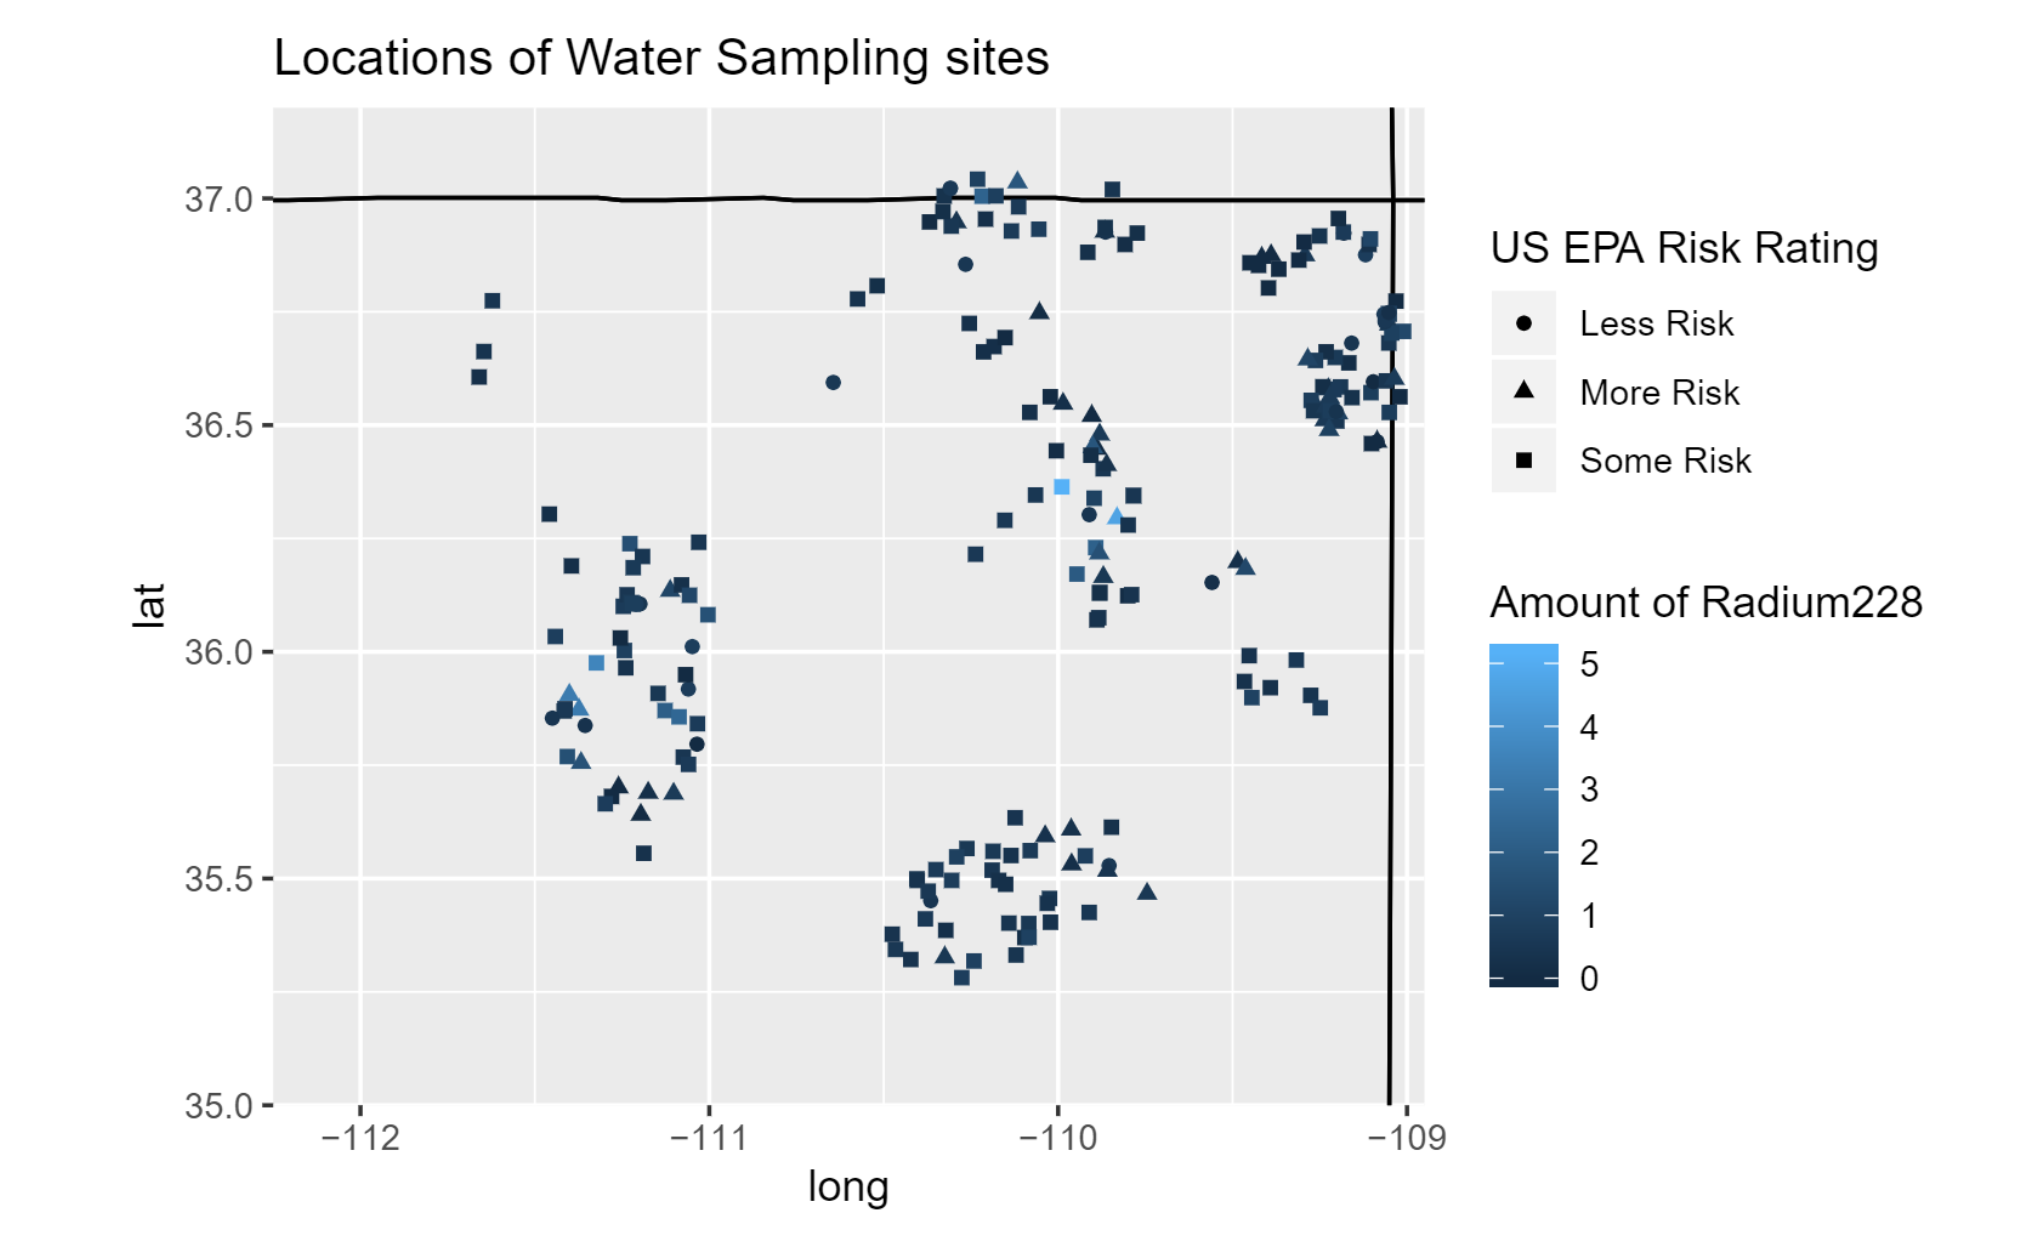 Locations of Water Sampling sites
37.0
36.5
36.0
35.5
35.0
lat
−112
−111
−110
−109
long
US EPA Risk Rating
Less Risk
More Risk
Some Risk
Amount of Radium228
5
4
3
2
1
0